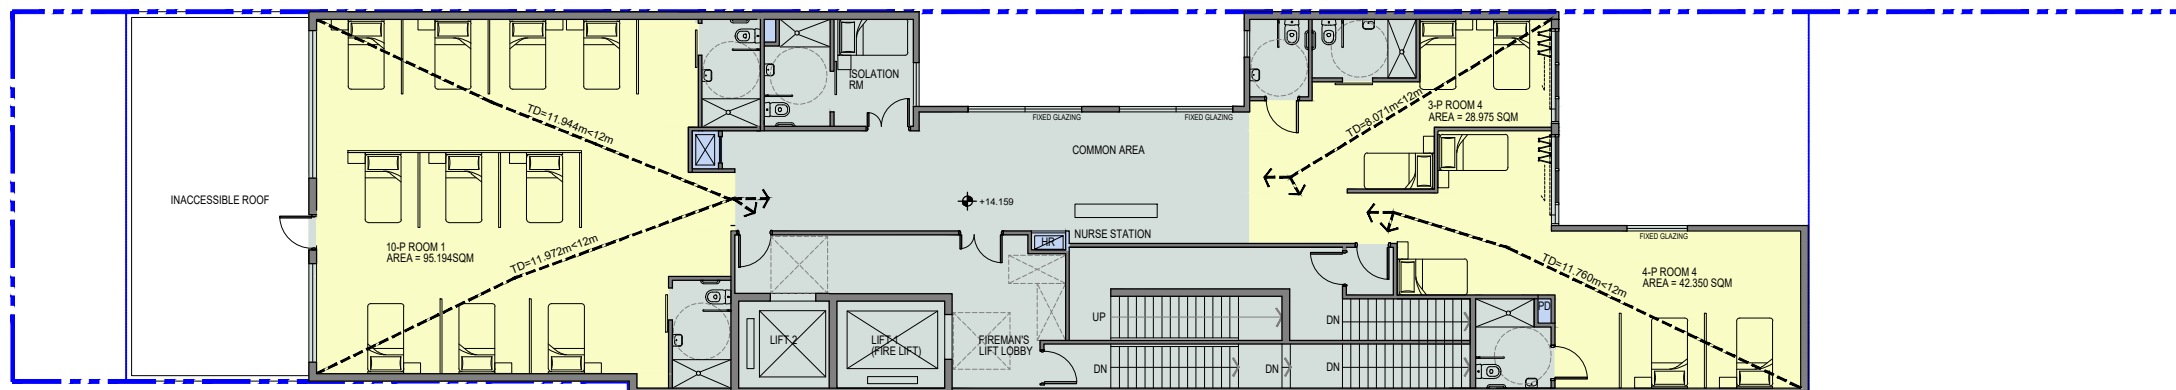 TD=11.944m<12m
ISOLATION
RM
FIXED GLAZING
FIXED GLAZING
3-P ROOM 4
AREA = 28.975 SQM
TD=8.071m<12m
COMMON AREA
INACCESSIBLE ROOF
+14.159
NURSE STATION
HR
10-P ROOM 1
AREA = 95.194SQM
TD=11.972m<12m
FIXED GLAZING
4-P ROOM 4
AREA = 42.350 SQM
TD=11.760m<12m
PD
UP
DN
DN
LIFT 2
LIFT 1
(FIRE LIFT)
FIREMAN'S
LIFT LOBBY
DN
DN
DN